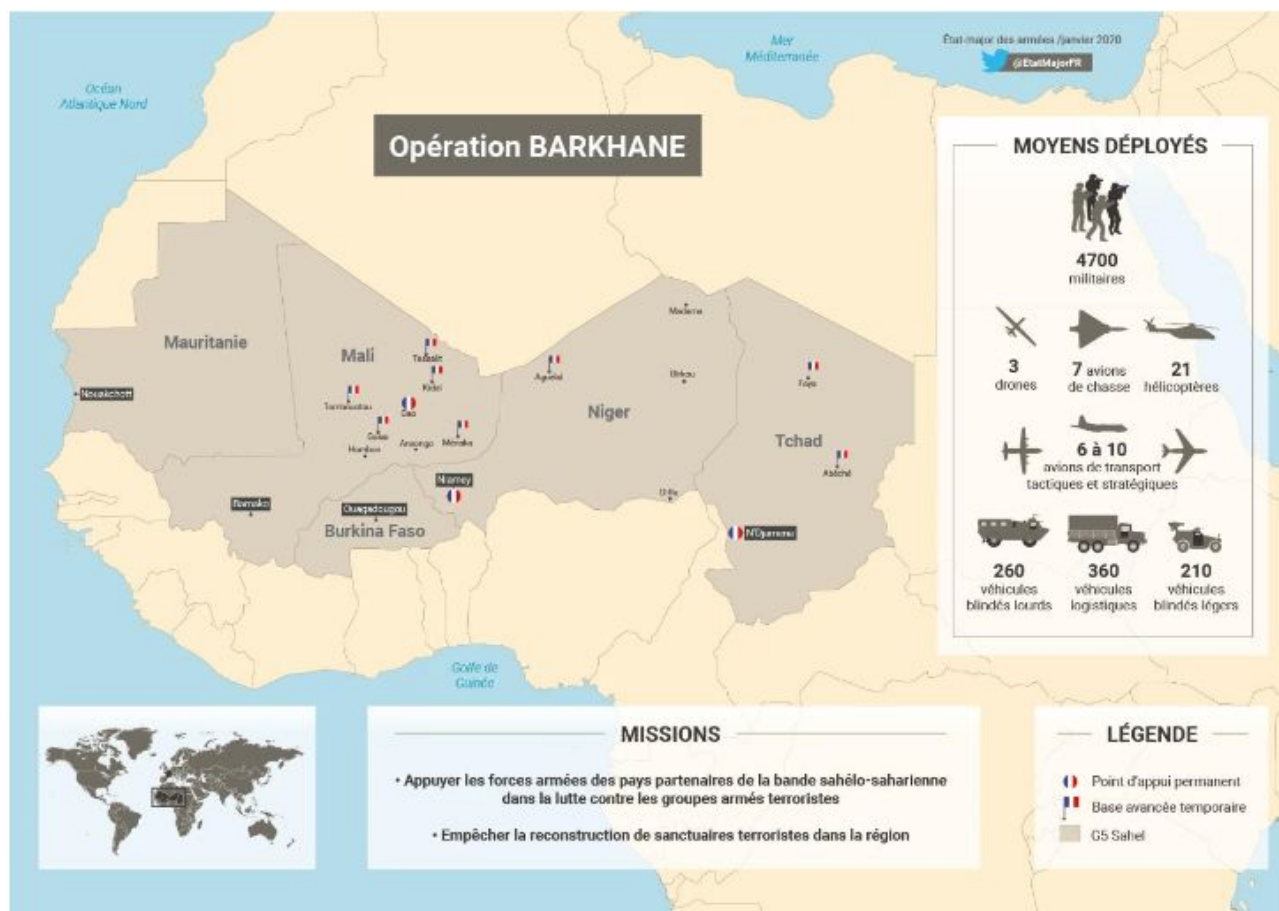 État-major des armées /janvier 2020
@EtatMajorFR
Mer
Méditerranée
Océan
Atlantique Nord
Opération BARKHANE
MOYENS DÉPLOYÉS
4700
militaires
3
drones
7 avions
de chasse
21
hélicoptères
6 à 10
avions de transport
tactiques et stratégiques
260
véhicules
blindés lourds
360
véhicules
logistiques
210
véhicules
blindés légers
Mauritanie
Nouakchott
Mali
Tessalit
Kidal
Tombouctou
Gao
Gossi
Hombori
Ansongo
Ménaka
Bamako
Niamey
Ouagadougou
Burkina Faso
Madama
Aguelal
Dirkou
Niger
Diffa
Faya
Tchad
Abéché
N'Djamena
Golfe de
Guinée
MISSIONS
• Appuyer les forces armées des pays partenaires de la bande sahélo-saharienne
dans la lutte contre les groupes armés terroristes
• Empêcher la reconstruction de sanctuaires terroristes dans la région
LÉGENDE
Point d'appui permanent
Base avancée temporaire
G5 Sahel